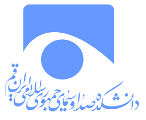 دانشکده صدا و سیمای جمهوری اسلامی ایران قم